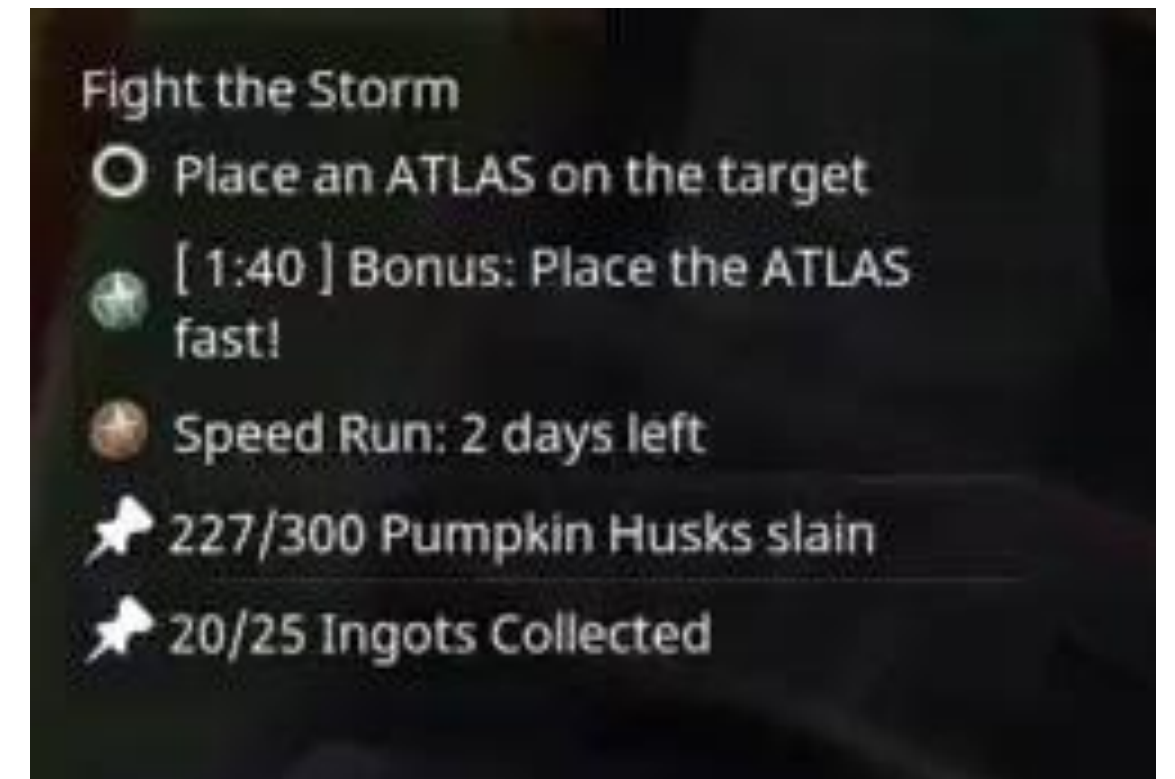 Fight the Storm
Place an ATLAS on the target
[ 1:40 ] Bonus: Place the ATLAS
fast!
Speed Run: 2 days left
227/300 Pumpkin Husks slain
20/25 Ingots Collected